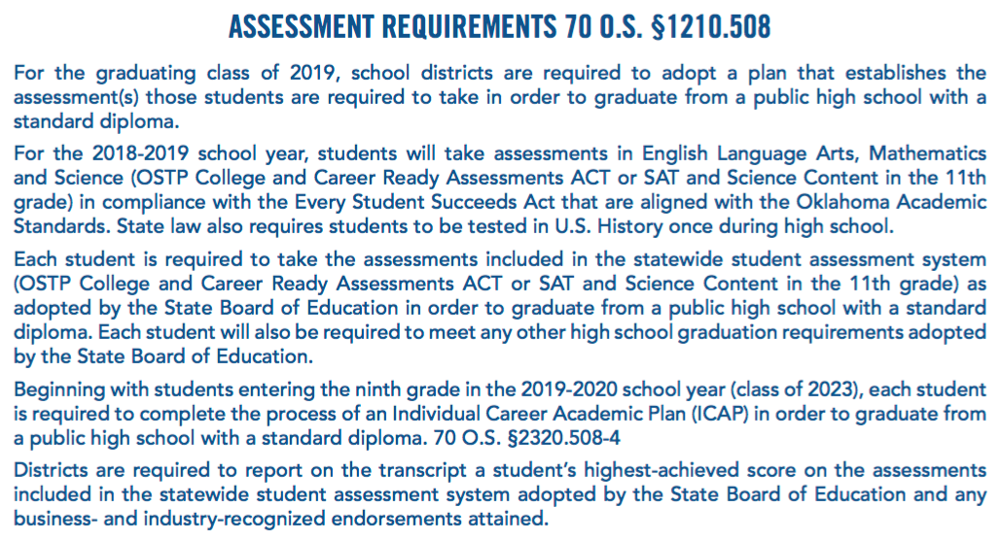 ASSESSMENT REQUIREMENTS 70 O.S. §1210.508
For the graduating class of 2019, school districts are required to adopt a plan that establishes the
assessment(s) those students are required to take in order to graduate from a public high school with a
standard diploma.
For the 2018-2019 school year, students will take assessments in English Language Arts, Mathematics
and Science (OSTP College and Career Ready Assessments ACT or SAT and Science Content in the 11th
grade) in compliance with the Every Student Succeeds Act that are aligned with the Oklahoma Academic
Standards. State law also requires students to be tested in U.S. History once during high school.
Each student is required to take the assessments included in the statewide student assessment system
(OSTP College and Career Ready Assessments ACT or SAT and Science Content in the 11th grade) as
adopted by the State Board of Education in order to graduate from a public high school with a standard
diploma. Each student will also be required to meet any other high school graduation requirements adopted
by the State Board of Education.
Beginning with students entering the ninth grade in the 2019-2020 school year (class of 2023), each student
is required to complete the process of an Individual Career Academic Plan (ICAP) in order to graduate from
a public high school with a standard diploma. 70 O.S. §2320.508-4
Districts are required to report on the transcript a student’s highest-achieved score on the assessments
included in the statewide student assessment system adopted by the State Board of Education and any
business- and industry-recognized endorsements attained.